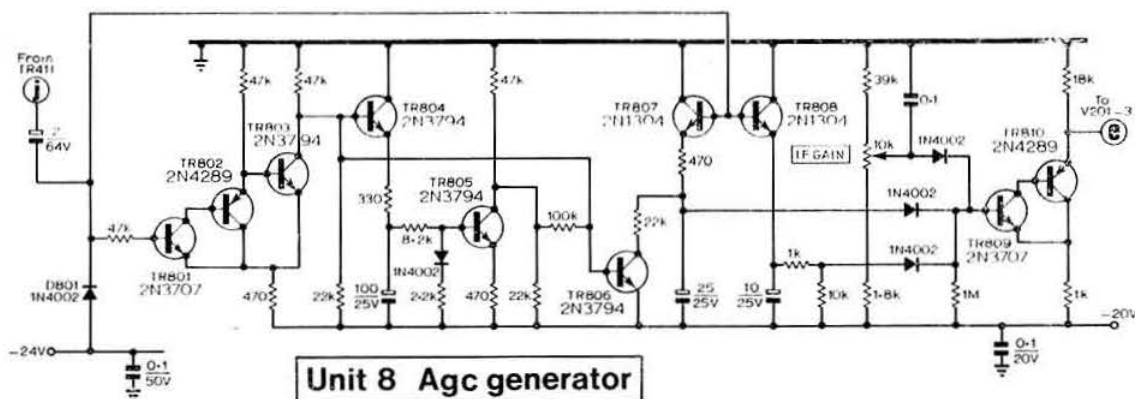 From
TR411
j
2
64V
47k
47k
TR803
2N3794
TR802
2N4289
47k
D801
1N4002
TR801
2N3707
470
-24V
0·1
50V
TR804
2N3794
330
8·2k
1N4002
22k
100
25V
2·2k
TR805
2N3794
47k
470
22k
100k
TR806
2N3794
22k
TR807
2N1304
470
TR808
2N1304
25
25V
10
25V
1k
10k
39k
I.F GAIN
10k
0·1
1N4002
1N4002
1N4002
1·8k
1M
TR809
2N3707
TR810
2N4289
18k
To
V201-3
e
1k
-20V
0·1
20V
Unit 8 Agc generator